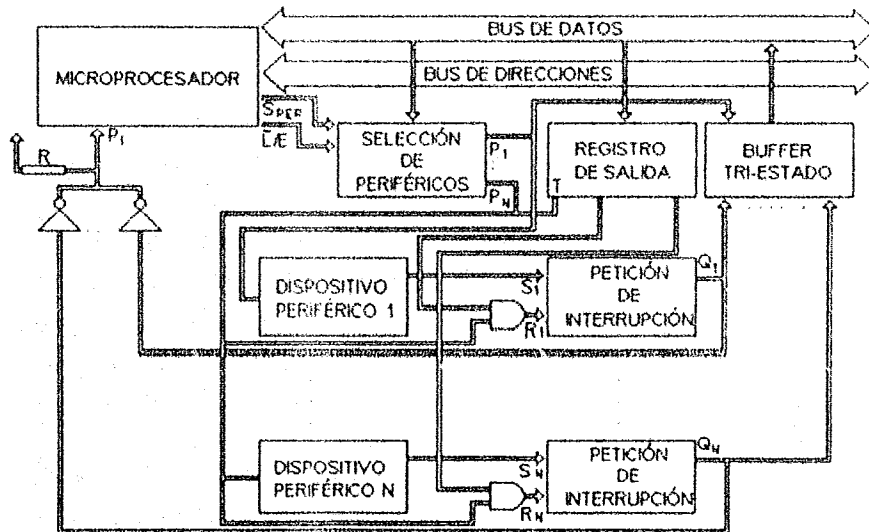 BUS DE DATOS
MICROPROCESADOR
BUS DE DIRECCIONES
S̄PER
L̄/E
R
P1
SELECCIÓN
DE
PERIFÉRICOS
P1
PN
T
REGISTRO
DE SALIDA
BUFFER
TRI-ESTADO
DISPOSITIVO
PERIFÉRICO 1
S1
R1
PETICIÓN
DE
INTERRUPCIÓN
Q1
DISPOSITIVO
PERIFÉRICO N
SN
RN
PETICIÓN
DE
INTERRUPCIÓN
QN